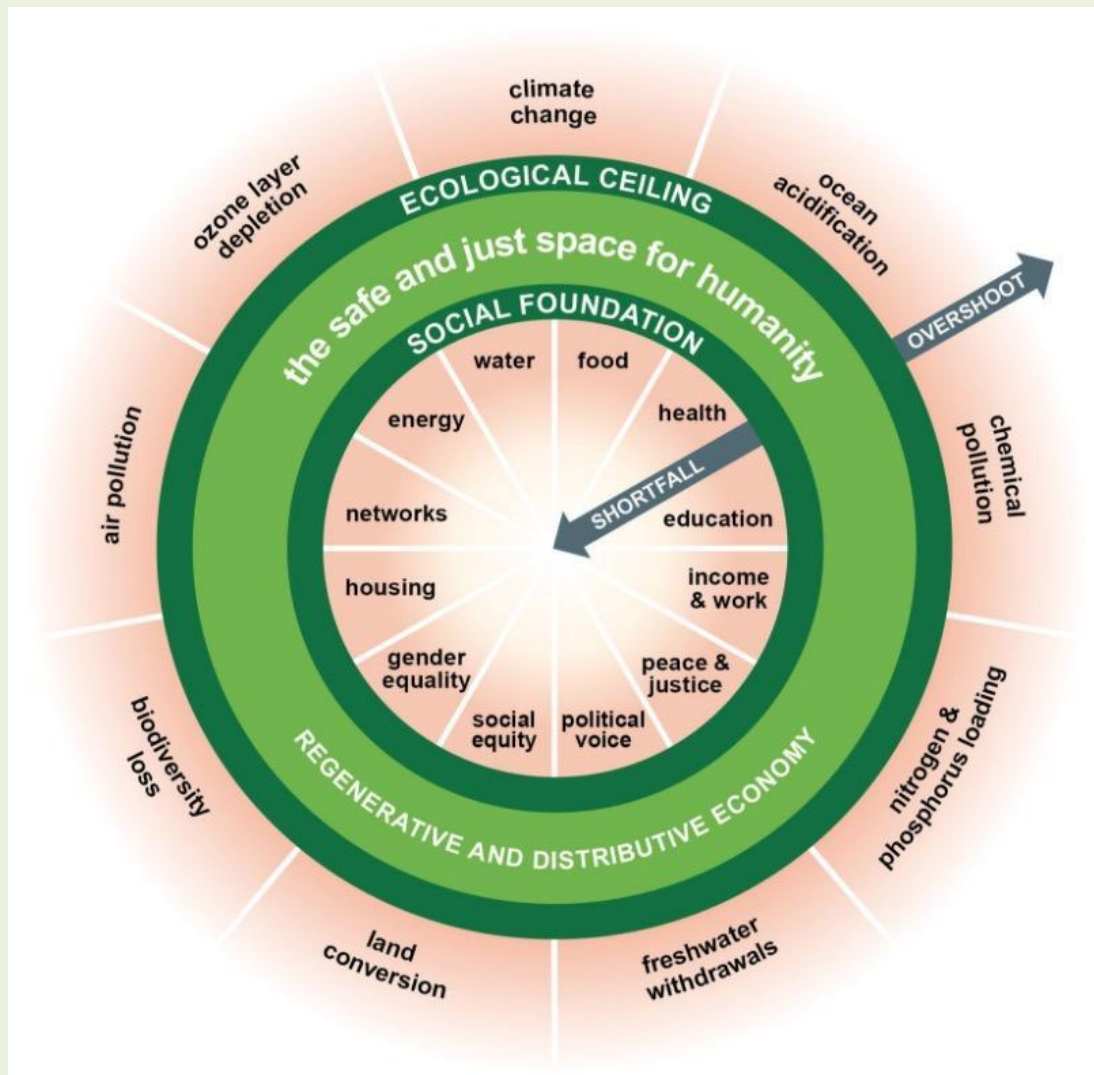 climate
change
ocean
acidification
OVERSHOOT
chemical
pollution
nitrogen &
phosphorus loading
freshwater
withdrawals
land
conversion
biodiversity
loss
air pollution
ozone layer
depletion
ECOLOGICAL CEILING
the safe and just space for humanity
SOCIAL FOUNDATION
water
food
health
SHORTFALL
education
income
& work
peace &
justice
political
voice
social
equity
gender
equality
housing
networks
energy
REGENERATIVE AND DISTRIBUTIVE ECONOMY